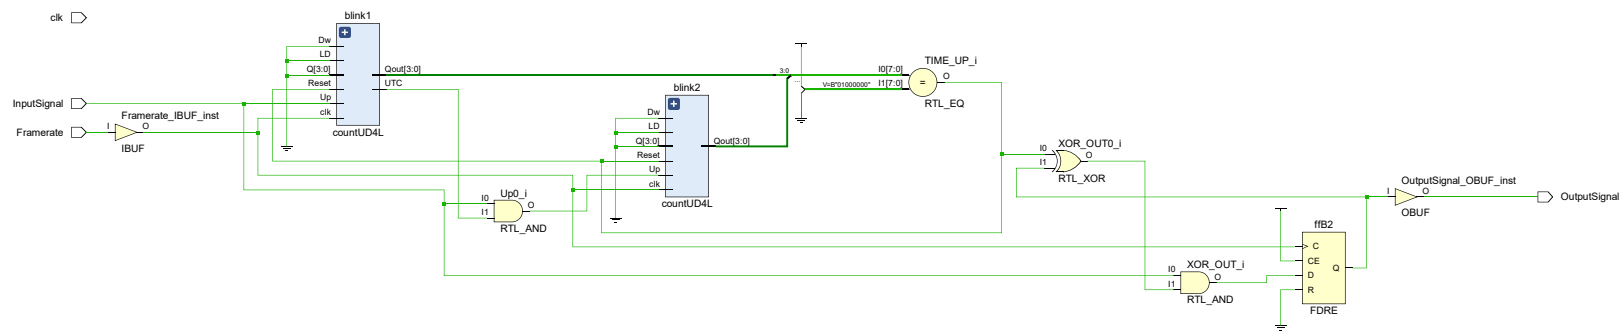 clk
InputSignal
Framerate
I
Framerate_IBUF_inst
O
IBUF
blink1
Dw
LD
Q[3:0]
Reset
Up
clk
Qout[3:0]
UTC
countUD4L
Up0_i
I0
I1
O
RTL_AND
blink2
Dw
LD
Q[3:0]
Reset
Up
clk
Qout[3:0]
countUD4L
3:0
...
V=B"01000000"
TIME_UP_i
I0[7:0]
I1[7:0]
=
O
RTL_EQ
XOR_OUT0_i
I0
I1
O
RTL_XOR
XOR_OUT_i
I0
I1
O
RTL_AND
ffB2
C
CE
D
R
Q
FDRE
OutputSignal_OBUF_inst
I
O
OBUF
OutputSignal